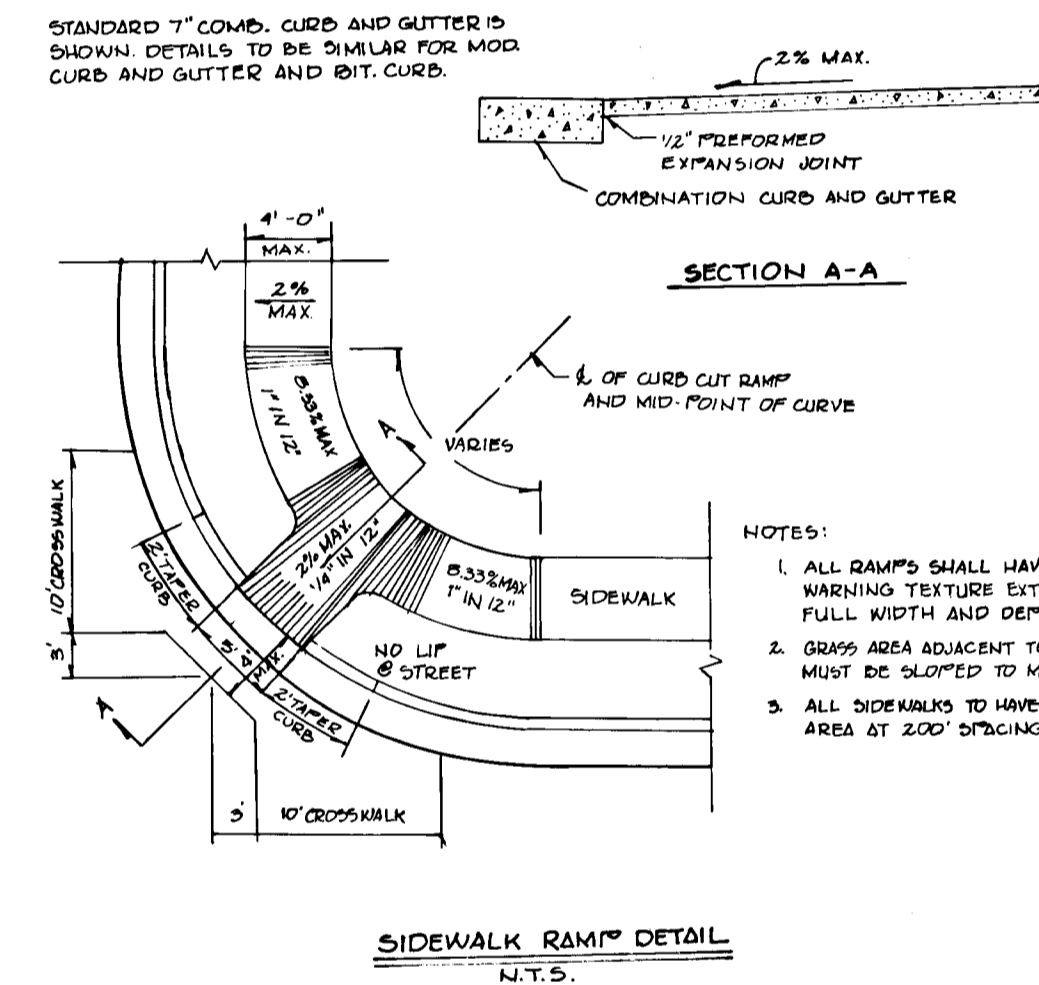 STANDARD 7" COMB. CURB AND GUTTER IS
SHOWN. DETAILS TO BE SIMILAR FOR MOD.
CURB AND GUTTER AND BIT. CURB.
2% MAX.
1/2" PREFORMED
EXPANSION JOINT
COMBINATION CURB AND GUTTER
SECTION A-A
4'-0"
MAX.
2%
MAX.
℄ OF CURB CUT RAMP
AND MID-POINT OF CURVE
8.33% MAX
1" IN 12"
A
VARIES
2% MAX.
1/4" IN 12"
8.33% MAX
1" IN 12"
SIDEWALK
10' CROSSWALK
3'
2' TAPER
CURB
5'4"
MAX.
2' TAPER
CURB
NO LIP
@ STREET
A
3'
10' CROSSWALK
NOTES:
1. ALL RAMPS SHALL HAV
WARNING TEXTURE EXT
FULL WIDTH AND DEP
2. GRASS AREA ADJACENT TO
MUST BE SLOPED TO M
3. ALL SIDEWALKS TO HAVE
AREA AT 200' SPACING
SIDEWALK RAMP DETAIL
N.T.S.